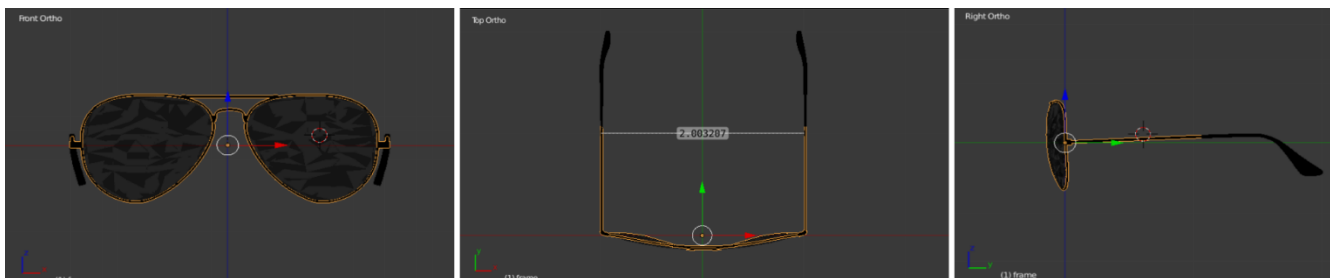 Front Ortho
Top Ortho
2.003287
(1) frame
Right Ortho
(1) frame